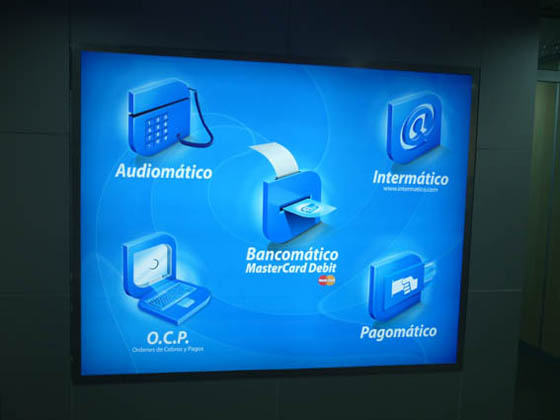 Audiomático
Intermático
www.intermatico.com
Bancomático
MasterCard Debit
O.C.P.
Ordenes de Cobros y Pagos
Pagomático